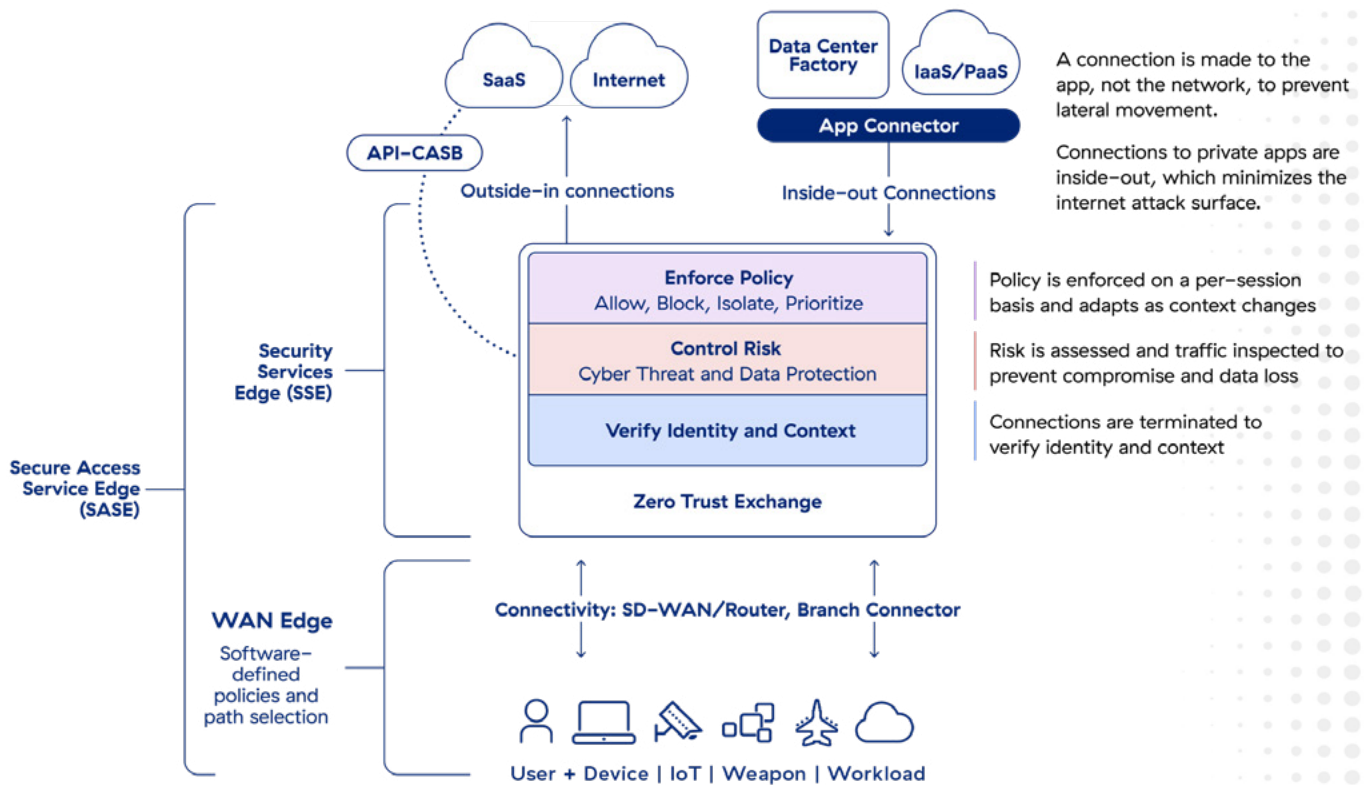 SaaS
Internet
Data Center
Factory
IaaS/PaaS
App Connector
API-CASB
Outside-in connections
Inside-out Connections
A connection is made to the
app, not the network, to prevent
lateral movement.
Connections to private apps are
inside-out, which minimizes the
internet attack surface.
Enforce Policy
Allow, Block, Isolate, Prioritize
Control Risk
Cyber Threat and Data Protection
Verify Identity and Context
Zero Trust Exchange
Policy is enforced on a per-session
basis and adapts as context changes
Risk is assessed and traffic inspected to
prevent compromise and data loss
Connections are terminated to
verify identity and context
Security
Services
Edge (SSE)
Secure Access
Service Edge
(SASE)
WAN Edge
Software-
defined
policies and
path selection
Connectivity: SD-WAN/Router, Branch Connector
User + Device | IoT | Weapon | Workload